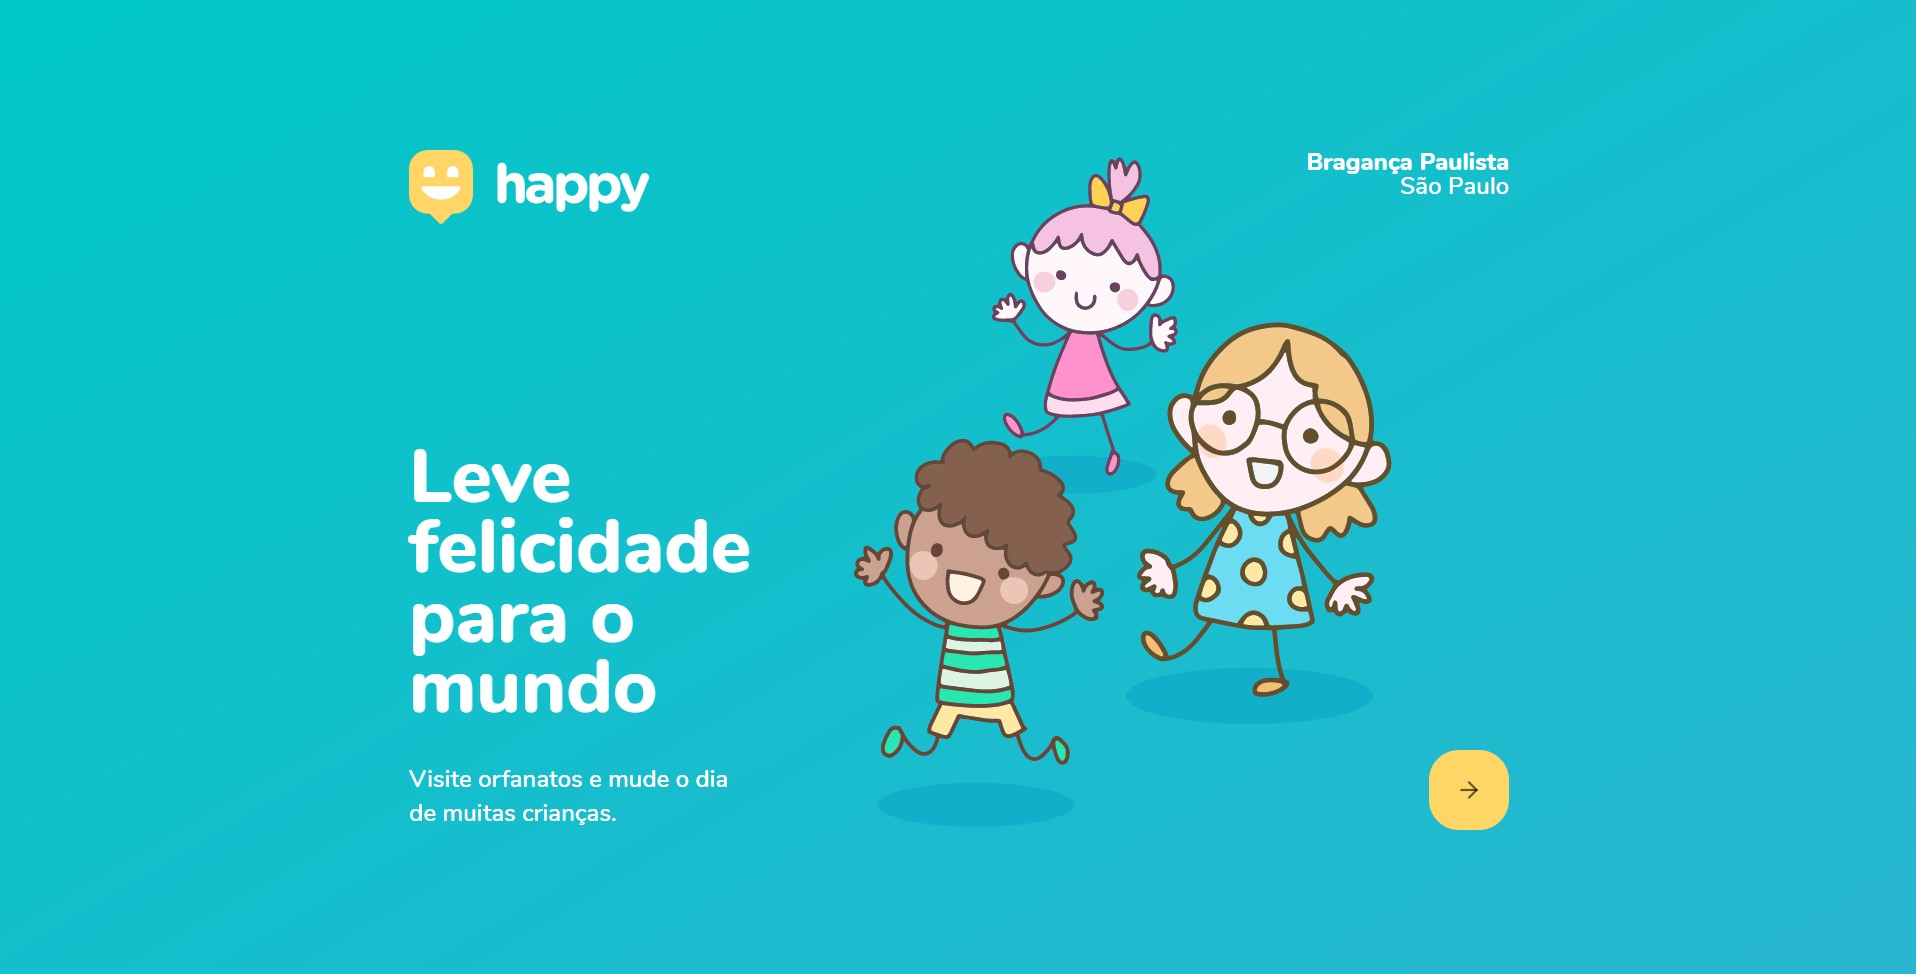 happy
Bragança Paulista
São Paulo
Leve
felicidade
para o
mundo
Visite orfanatos e mude o dia
de muitas crianças.